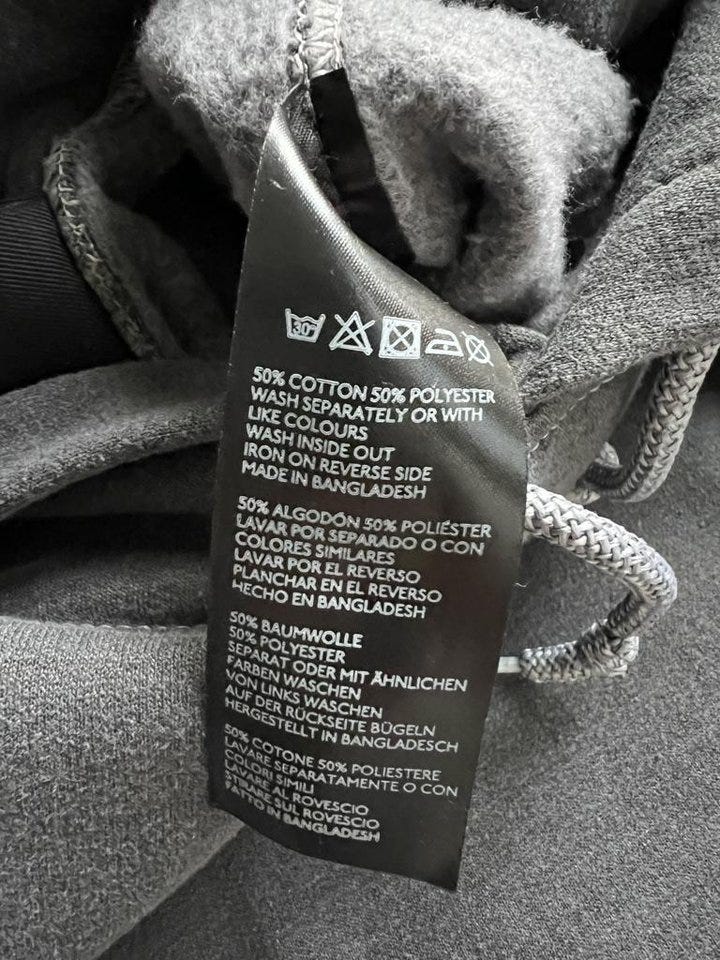 30°
50% COTTON 50% POLYESTER
WASH SEPARATELY OR WITH
LIKE COLOURS
WASH INSIDE OUT
IRON ON REVERSE SIDE
MADE IN BANGLADESH
50% ALGODÓN 50% POLIÉSTER
LAVAR POR SEPARADO O CON
COLORES SIMILARES
LAVAR POR EL REVERSO
PLANCHAR EN EL REVERSO
HECHO EN BANGLADESH
50% BAUMWOLLE
50% POLYESTER
SEPARAT ODER MIT ÄHNLICHEN
FARBEN WASCHEN
VON LINKS WASCHEN
AUF DER RÜCKSEITE BÜGELN
HERGESTELLT IN BANGLADESCH
50% COTONE 50% POLIESTERE
LAVARE SEPARATAMENTE O CON
COLORI SIMILI
LAVARE AL ROVESCIO
STIRARE SUL ROVESCIO
FATTO IN BANGLADESH